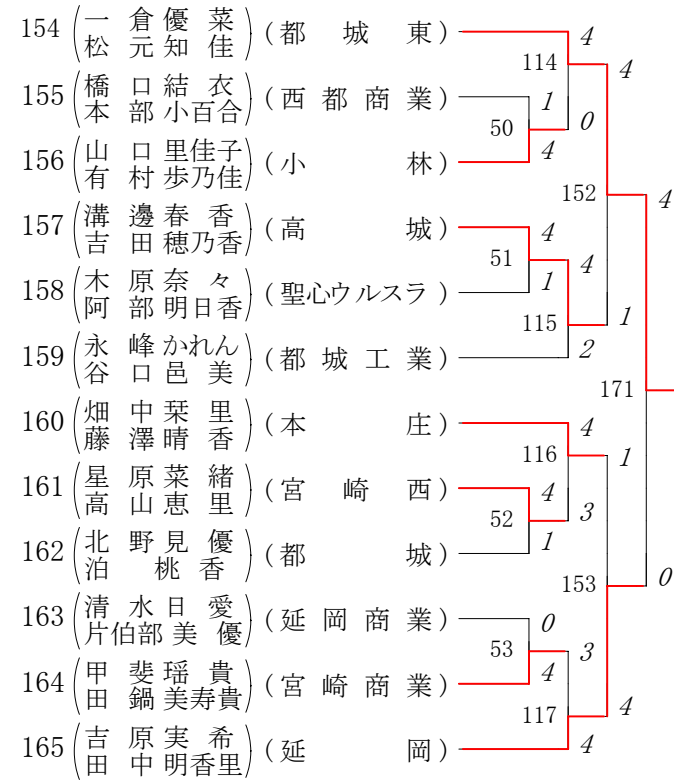 154 一 倉 優 菜
松 元 知 佳 (都 城 東) 4
114 4
155 橋 口 結 衣
本 部 小百合 (西 都 商 業) 1
50 0
156 山 口 里佳子
有 村 歩乃佳 (小 林) 4
152 4
157 溝 邊 春 香
吉 田 穂乃香 (高 城) 4
51 4
158 木 原 奈 々
阿 部 明日香 (聖心ウルスラ) 1
115 1
159 永 峰 かれん
谷 口 邑 美 (都 城 工 業) 2
171
160 畑 中 栞 里
藤 澤 晴 香 (本 庄) 4
116 1
161 星 原 菜 緒
高 山 恵 里 (宮 崎 西) 4
52 3
162 北 野 見 優
泊 桃 香 (都 城) 1
153 0
163 清 水 日 愛
片伯部 美 優 (延 岡 商 業) 0
53 3
164 甲 斐 瑶 貴
田 鍋 美寿貴 (宮 崎 商 業) 4
117 4
165 吉 原 実 希
田 中 明香里 (延 岡) 4